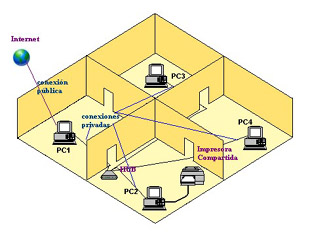 Internet
conexión
pública
PC3
conexiones
privadas
PC4
PC1
Impresora
Compartida
HUB
PC2